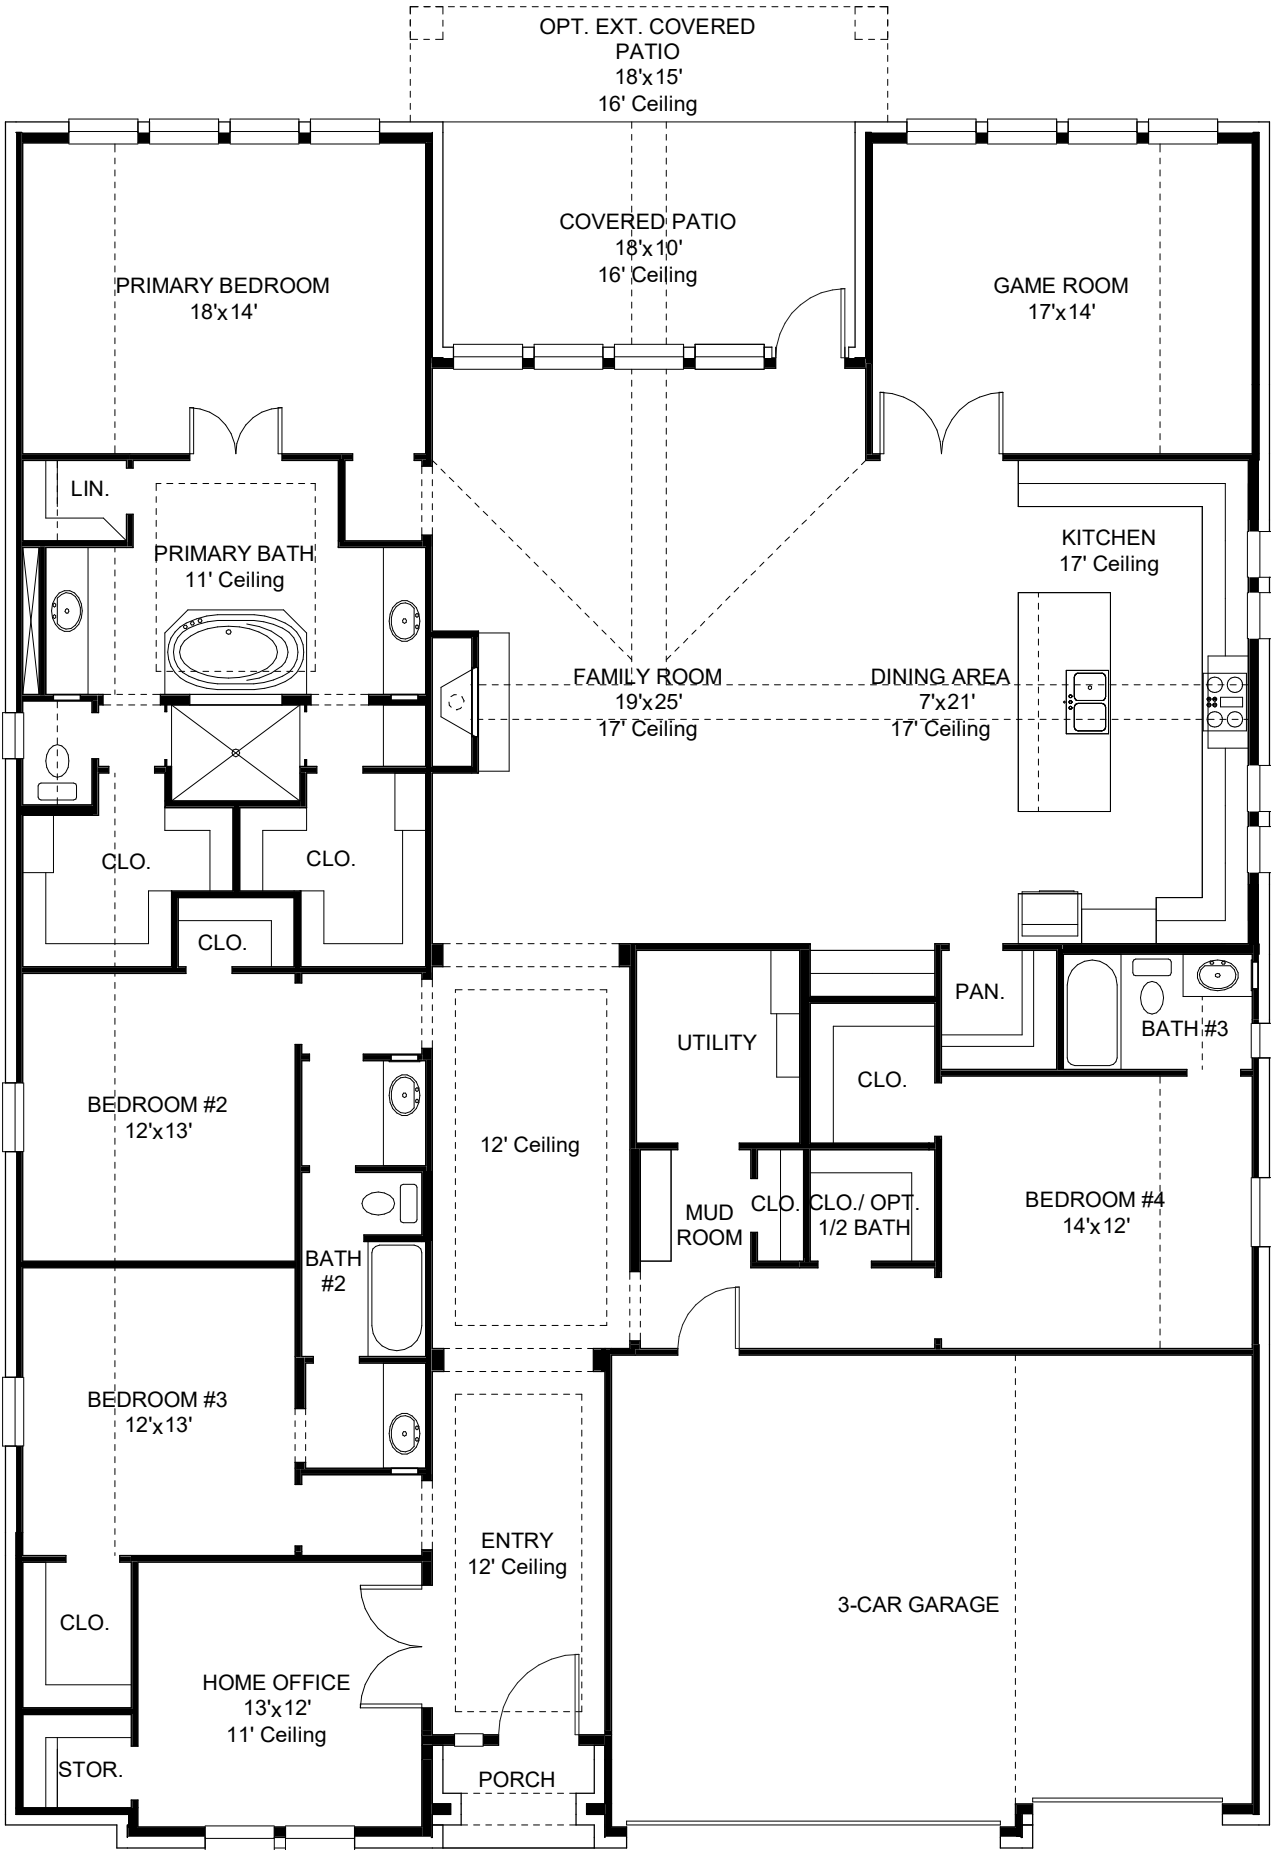 OPT. EXT. COVERED
PATIO
18'x15'
16' Ceiling
COVERED PATIO
18'x10'
16' Ceiling
PRIMARY BEDROOM
18'x14'
GAME ROOM
17'x14'
LIN.
PRIMARY BATH
11' Ceiling
KITCHEN
17' Ceiling
FAMILY ROOM
19'x25'
17' Ceiling
DINING AREA
7'x21'
17' Ceiling
CLO.
CLO.
CLO.
UTILITY
PAN.
BATH #3
CLO.
BEDROOM #2
12'x13'
12' Ceiling
MUD
ROOM
CLO.
CLO./ OPT.
1/2 BATH
BEDROOM #4
14'x12'
BATH
#2
BEDROOM #3
12'x13'
ENTRY
12' Ceiling
3-CAR GARAGE
CLO.
HOME OFFICE
13'x12'
11' Ceiling
STOR.
PORCH